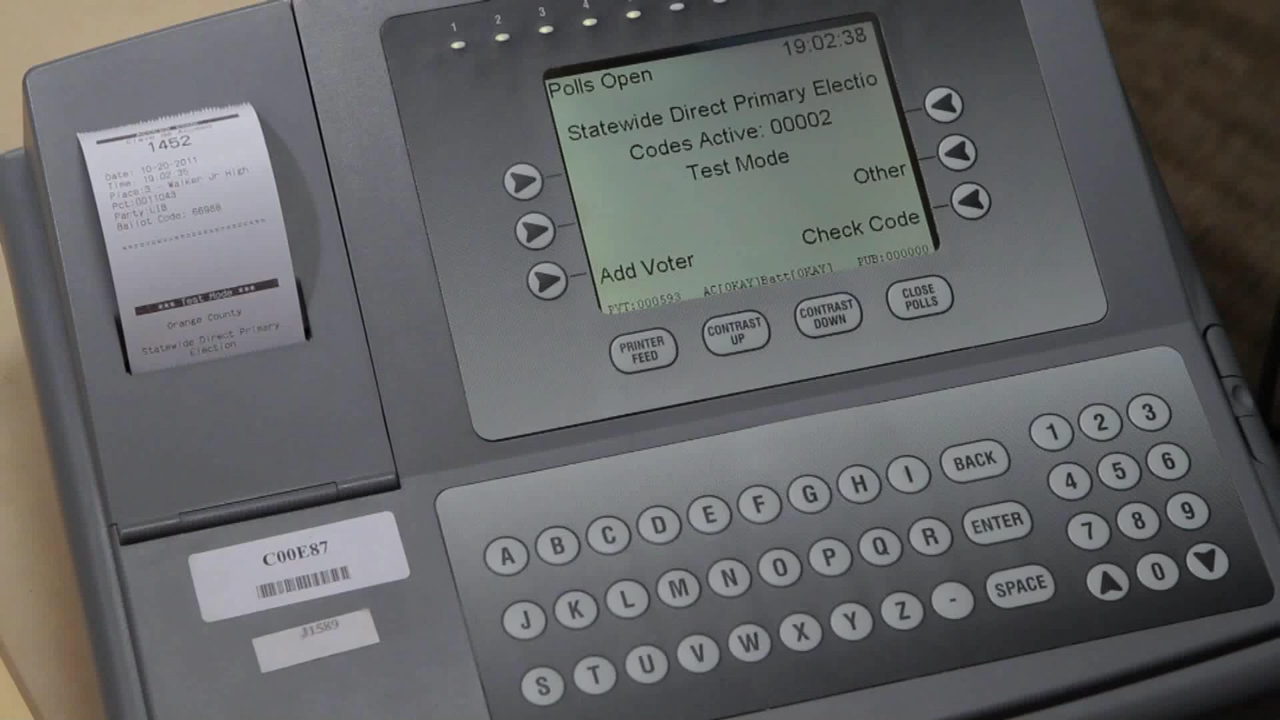 1452
Date: 10-20-2011
Time: 19:02:35
Place:3 - Walker Jr High
Pct:0011043
Party:LIB
Ballot Code: 66988
*** Test Mode ***
Orange County
Statewide Direct Primary
Election
C00E87
J1589
1 2 3 4
19:02:38
Polls Open
Statewide Direct Primary Electio
Codes Active: 00002
Test Mode
Other
Check Code
Add Voter
PVT:000593 AC[OKAY]Batt[OKAY] PUB:000000
PRINTER
FEED
CONTRAST
UP
CONTRAST
DOWN
CLOSE
POLLS
A B C D E F G H I BACK
J K L M N O P Q R ENTER
S T U V W X Y Z - SPACE
1 2 3
4 5 6
7 8 9
0